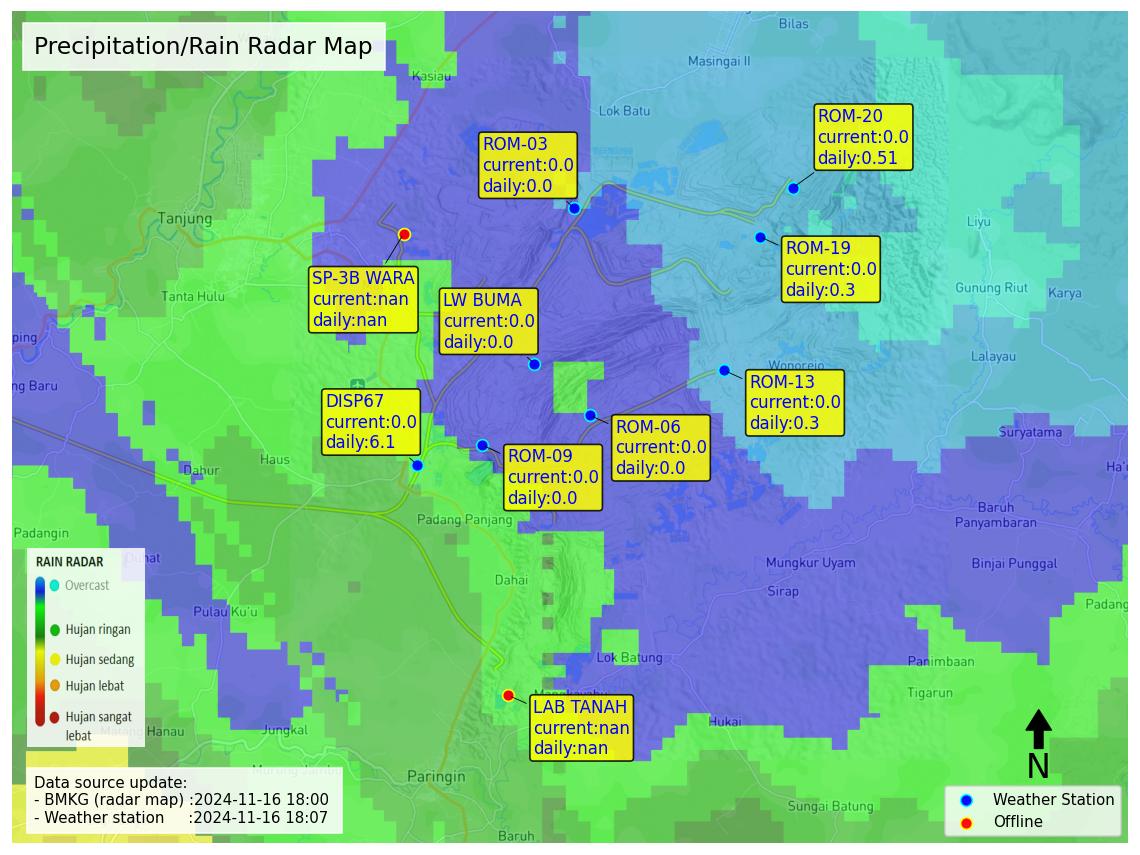 Precipitation/Rain Radar Map
Bilas
Masingai II
Kasiau
Lok Batu
ROM-20
current:0.0
daily:0.51
ROM-03
current:0.0
daily:0.0
Tanjung
Liyu
ROM-19
current:0.0
daily:0.3
SP-3B WARA
current:nan
daily:nan
Tanta Hulu
LW BUMA
current:0.0
daily:0.0
Gunung Riut
Karya
ping
Lalayau
Wonorejo
ng Baru
ROM-13
current:0.0
daily:0.3
DISP67
current:0.0
daily:6.1
ROM-06
current:0.0
daily:0.0
Suryatama
ROM-09
current:0.0
daily:0.0
Haus
Dahur
Ha'u
Baruh
Panyambaran
Padang Panjang
Padangin
RAIN RADAR
Overcast
Hujan ringan
Hujan sedang
Hujan lebat
Hujan sangat
lebat
Mungkur Uyam
Binjai Punggal
Dahai
Sirap
Padang
Pulau Ku'u
Lok Batung
Panimbaan
Tigarun
LAB TANAH
current:nan
daily:nan
Hukai
Jungkal
Hanau
N
Paringin
Data source update:
- BMKG (radar map) :2024-11-16 18:00
- Weather station :2024-11-16 18:07
Sungai Batung
Weather Station
Offline
Baruh